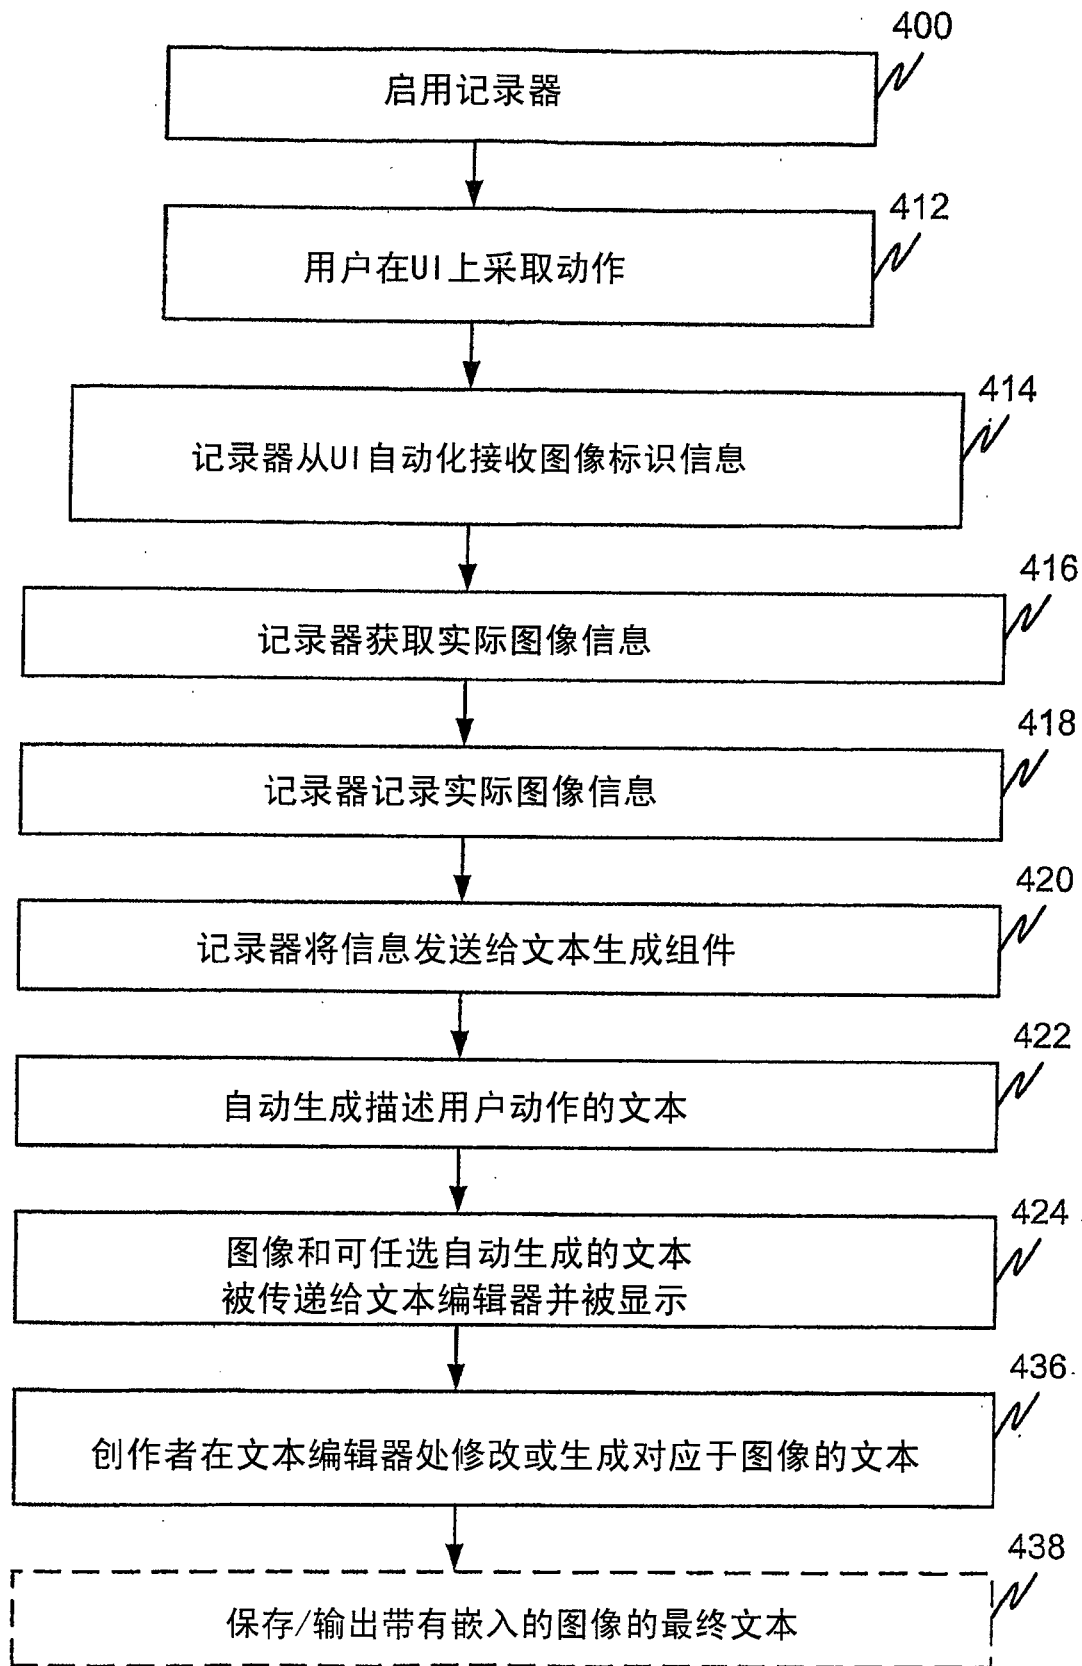 400
启用记录器
412
用户在UI上采取动作
414
记录器从UI自动化接收图像标识信息
416
记录器获取实际图像信息
418
记录器记录实际图像信息
420
记录器将信息发送给文本生成组件
422
自动生成描述用户动作的文本
424
图像和可任选自动生成的文本
被传递给文本编辑器并被显示
436
创作者在文本编辑器处修改或生成对应于图像的文本
438
保存/输出带有嵌入的图像的最终文本